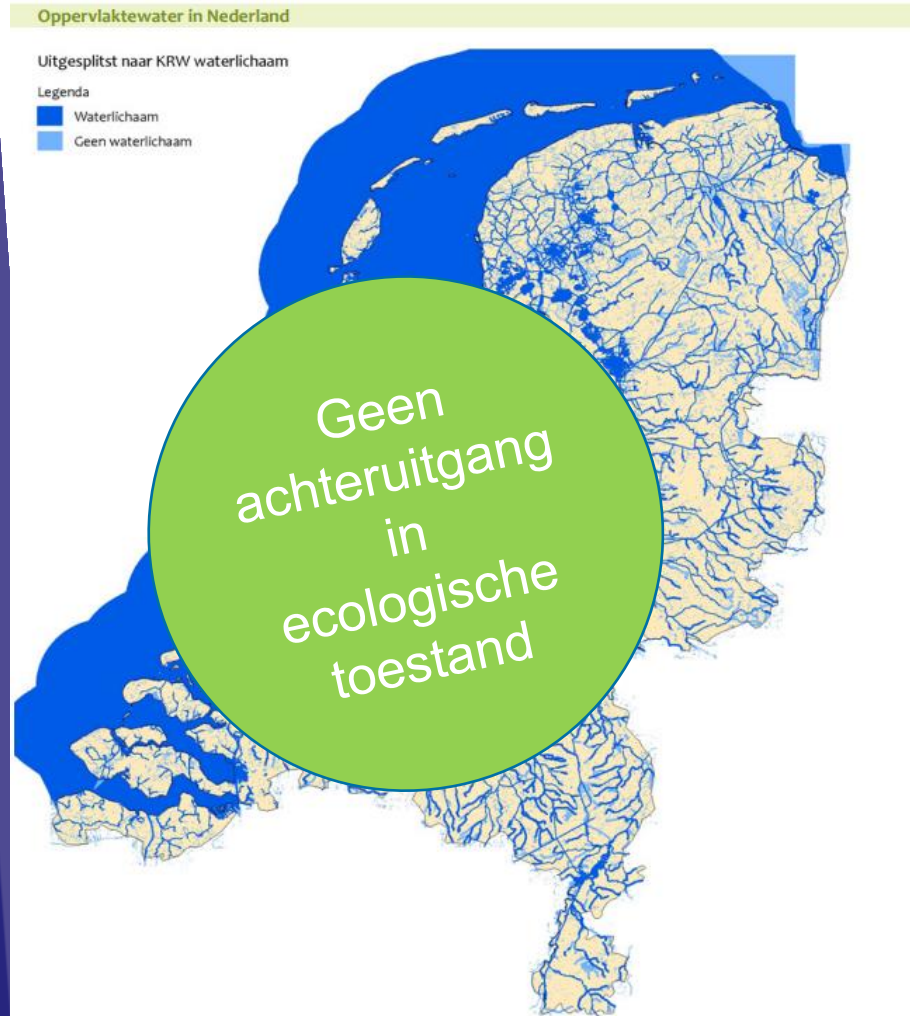 Oppervlaktewater in Nederland
Uitgesplitst naar KRW waterlichaam
Legenda
Waterlichaam
Geen waterlichaam
Geen
achteruitgang
in
ecologische
toestand